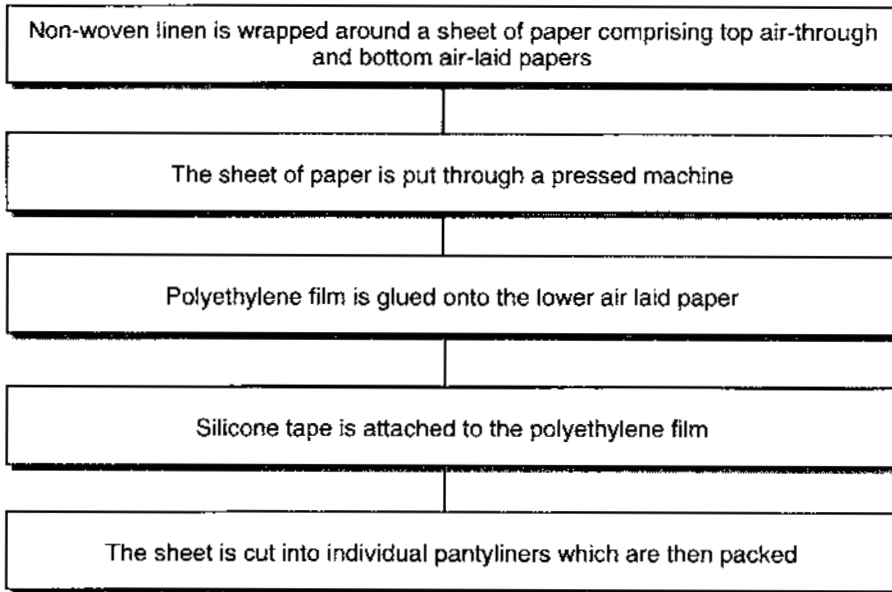 Non-woven linen is wrapped around a sheet of paper comprising top air-through
and bottom air-laid papers
The sheet of paper is put through a pressed machine
Polyethylene film is glued onto the lower air laid paper
Silicone tape is attached to the polyethylene film
The sheet is cut into individual pantyliners which are then packed